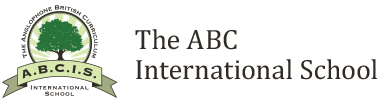 THE ANGLOPHONE BRITISH CURRICULUM
A.B.C.I.S.
INTERNATIONAL
SCHOOL
The ABC
International School